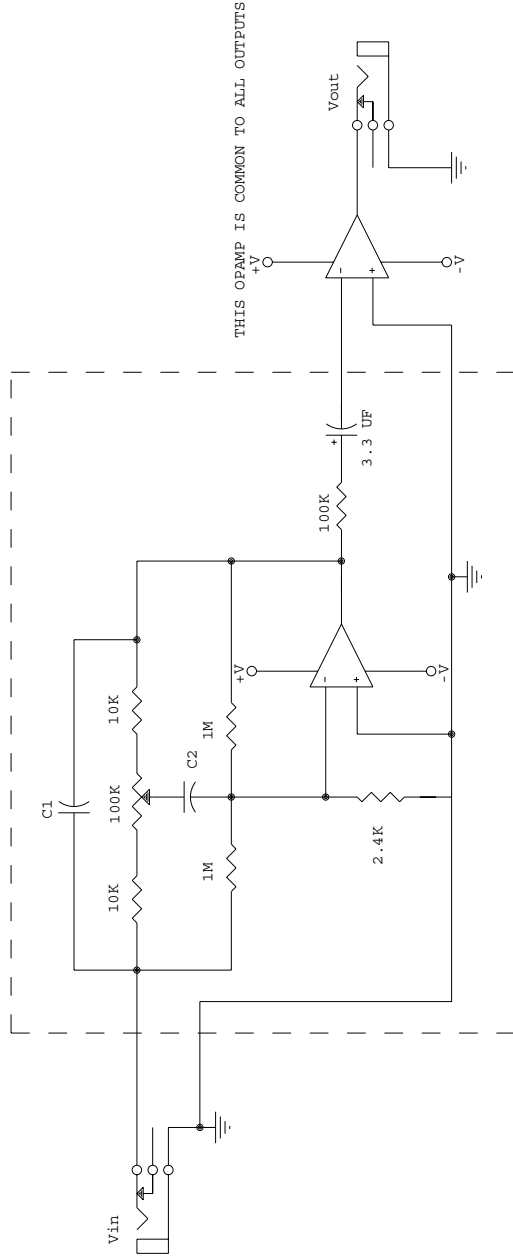 THIS OPAMP IS COMMON TO ALL OUTPUTS
Vin
C1
10K
100K
10K
C2
1M
1M
2.4K
+V
-
+
-V
100K
+
3.3 UF
+V
-
+
-V
Vout